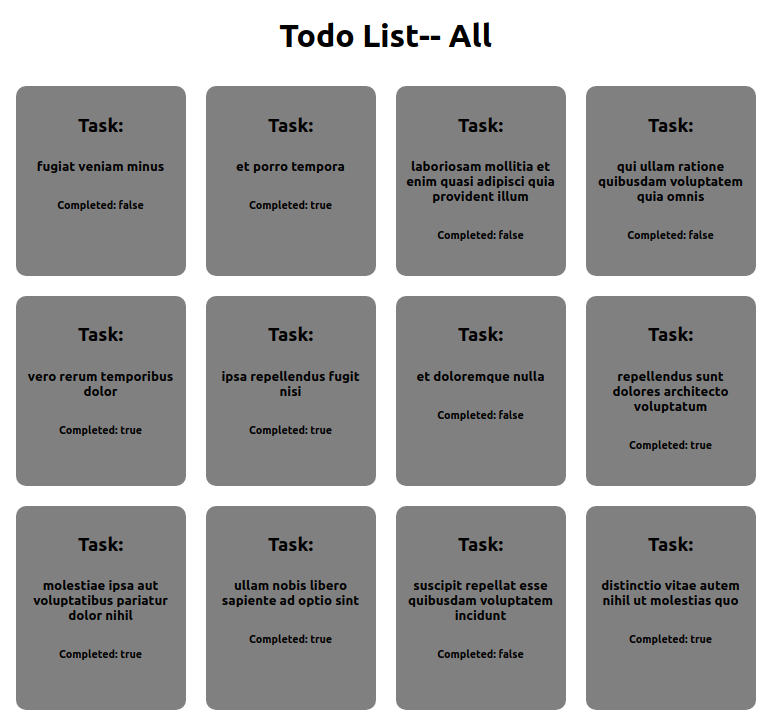 Todo List-- All
Task:
fugiat veniam minus
Completed: false
Task:
et porro tempora
Completed: true
Task:
laboriosam mollitia et
enim quasi adipisci quia
provident illum
Completed: false
Task:
qui ullam ratione
quibusdam voluptatem
quia omnis
Completed: false
Task:
vero rerum temporibus
dolor
Completed: true
Task:
ipsa repellendus fugit
nisi
Completed: true
Task:
et doloremque nulla
Completed: false
Task:
repellendus sunt
dolores architecto
voluptatum
Completed: true
Task:
molestiae ipsa aut
voluptatibus pariatur
dolor nihil
Completed: true
Task:
ullam nobis libero
sapiente ad optio sint
Completed: true
Task:
suscipit repellat esse
quibusdam voluptatem
incidunt
Completed: false
Task:
distinctio vitae autem
nihil ut molestias quo
Completed: true